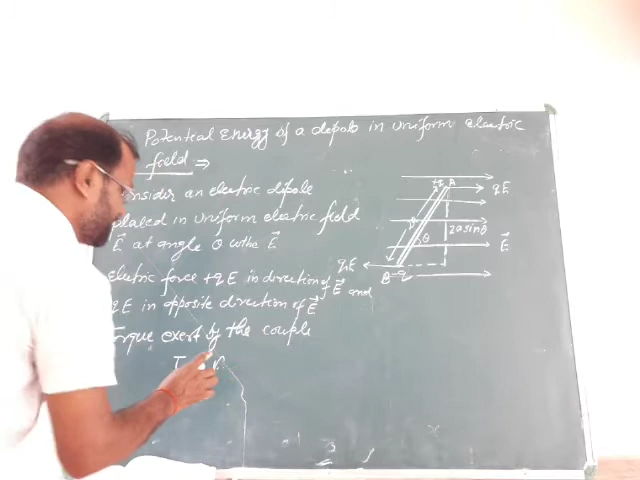 Potential Energy of a dipole in uniform electric
field ⇒
Consider an electric dipole
placed in uniform electric field
E⃗ at angle θ with E⃗
electric force +qE in direction of E⃗ and
qE in opposite direction of E⃗
Torque exert by the couple
τ
+q A
qE
2a sinθ
θ
E⃗
qE
B -q